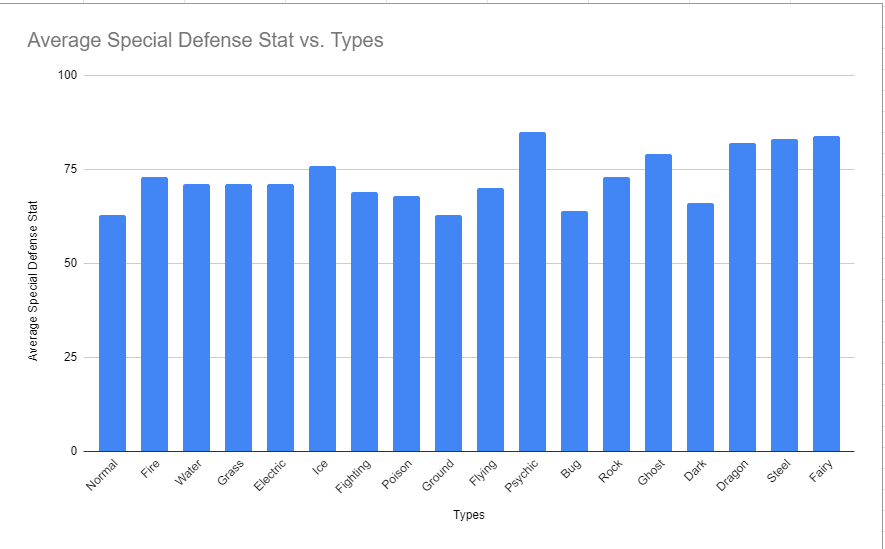 Average Special Defense Stat vs. Types
100
75
50
25
0
Average Special Defense Stat
Normal
Fire
Water
Grass
Electric
Ice
Fighting
Poison
Ground
Flying
Psychic
Bug
Rock
Ghost
Dark
Dragon
Steel
Fairy
Types